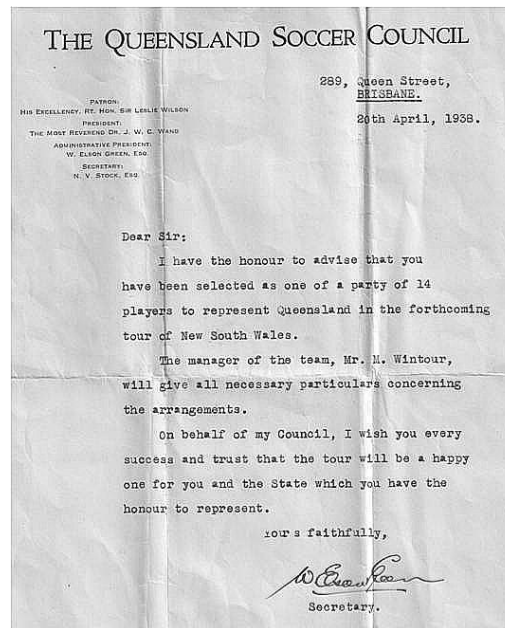 THE QUEENSLAND SOCCER COUNCIL
289, Queen Street,
BRISBANE.
20th April, 1938.
PATRON:
HIS EXCELLENCY, RT. HON. SIR LESLIE WILSON
PRESIDENT:
THE MOST REVEREND DR. J. W. C. WAND
ADMINISTRATIVE PRESIDENT:
W. ELSON GREEN, ESQ.
SECRETARY:
N. V. STOCK, ESQ.
Dear Sir:
I have the honour to advise that you
have been selected as one of a party of 14
players to represent Queensland in the forthcoming
tour of New South Wales.
The manager of the team, Mr. M. Wintour,
will give all necessary particulars concerning
the arrangements.
On behalf of my Council, I wish you every
success and trust that the tour will be a happy
one for you and the State which you have the
honour to represent.
Yours faithfully,
W Elson Green
Secretary.